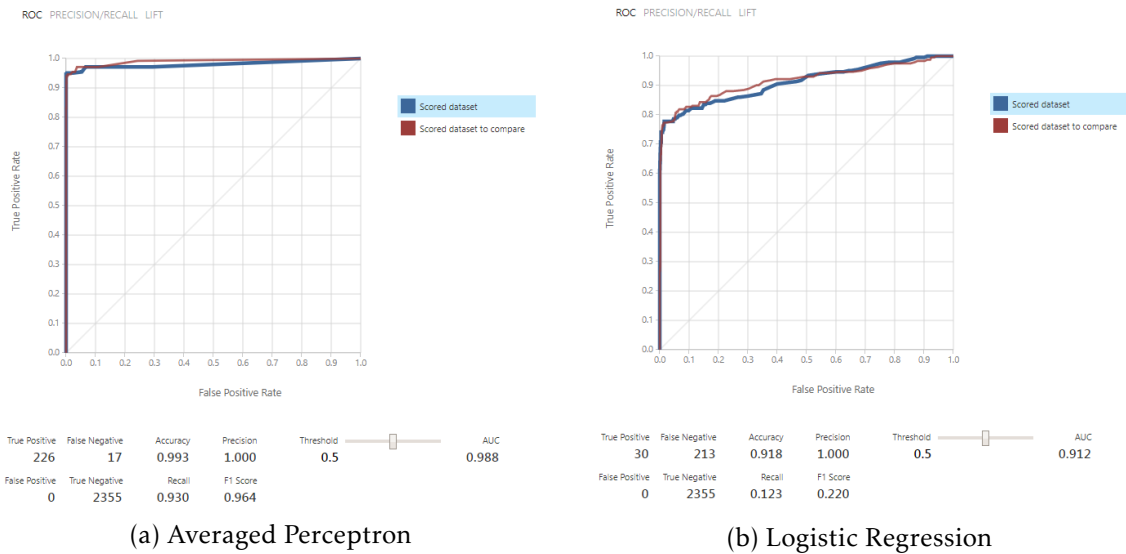 ROC PRECISION/RECALL LIFT
1.0
0.9
0.8
0.7
0.6
0.5
0.4
0.3
0.2
0.1
0.0
True Positive Rate
0.0 0.1 0.2 0.3 0.4 0.5 0.6 0.7 0.8 0.9 1.0
False Positive Rate
Scored dataset
Scored dataset to compare
True Positive False Negative Accuracy Precision Threshold AUC
226 17 0.993 1.000 0.5 0.988
False Positive True Negative Recall F1 Score
0 2355 0.930 0.964
(a) Averaged Perceptron
ROC PRECISION/RECALL LIFT
1.0
0.9
0.8
0.7
0.6
0.5
0.4
0.3
0.2
0.1
0.0
True Positive Rate
0.0 0.1 0.2 0.3 0.4 0.5 0.6 0.7 0.8 0.9 1.0
False Positive Rate
Scored dataset
Scored dataset to compare
True Positive False Negative Accuracy Precision Threshold AUC
30 213 0.918 1.000 0.5 0.912
False Positive True Negative Recall F1 Score
0 2355 0.123 0.220
(b) Logistic Regression